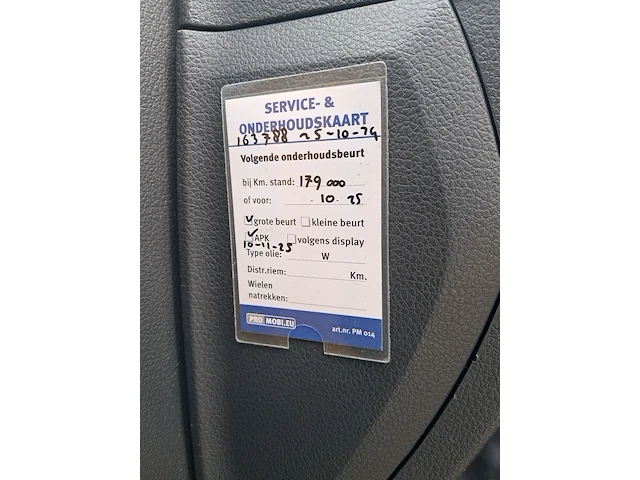 SERVICE- &
ONDERHOUDSKAART
163788 25-10-24
Volgende onderhoudsbeurt
bij Km. stand: 179 000
of voor: - 10 - 25
grote beurt kleine beurt
APK volgens display
10-11-25
Type olie: W
Distr.riem: Km.
Wielen
natrekken:
PRO MOBI.EU art.nr. PM 014